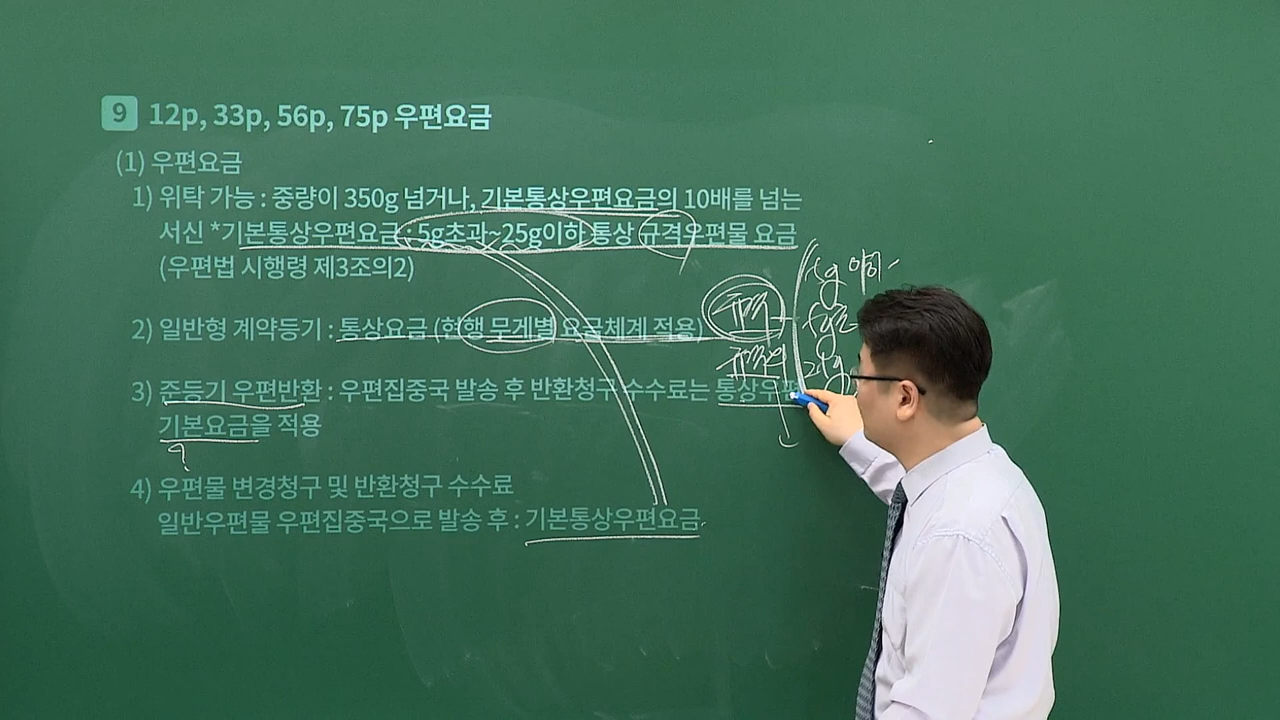 9 12p, 33p, 56p, 75p 우편요금
(1) 우편요금
1) 위탁 가능 : 중량이 350g 넘거나, 기본통상우편요금의 10배를 넘는
서신 *기본통상우편요금 : 5g초과~25g이하 통상 규격우편물 요금
(우편법 시행령 제3조의2)
5g 이하
2) 일반형 계약등기 : 통상요금 (현행 무게별 요금체계 적용)
규격
규격외
3) 준등기 우편반환 : 우편집중국 발송 후 반환청구 수수료는 통상우편
기본요금을 적용
4) 우편물 변경청구 및 반환청구 수수료
일반우편물 우편집중국으로 발송 후 : 기본통상우편요금